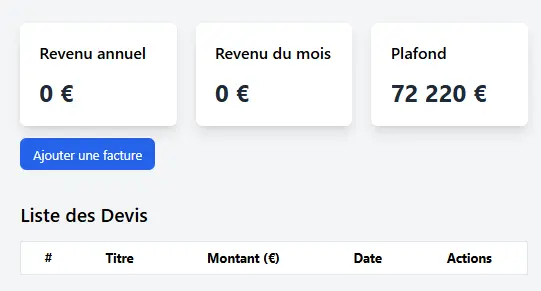 Revenu annuel Revenu du mois Plafond
0 € 0 € 72 220 €
Ajouter une facture
Liste des Devis
# Titre Montant (€) Date Actions